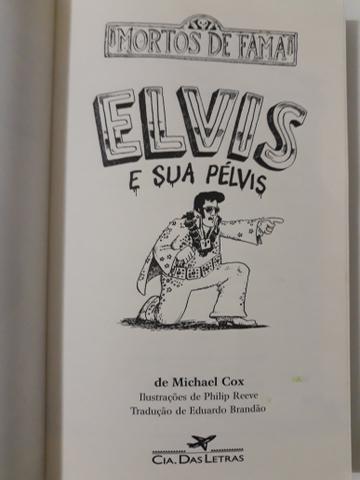 MORTOS DE FAMA
ELVIS
E SUA PÉLVIS
de Michael Cox
Ilustrações de Philip Reeve
Tradução de Eduardo Brandão
CIA. DAS LETRAS